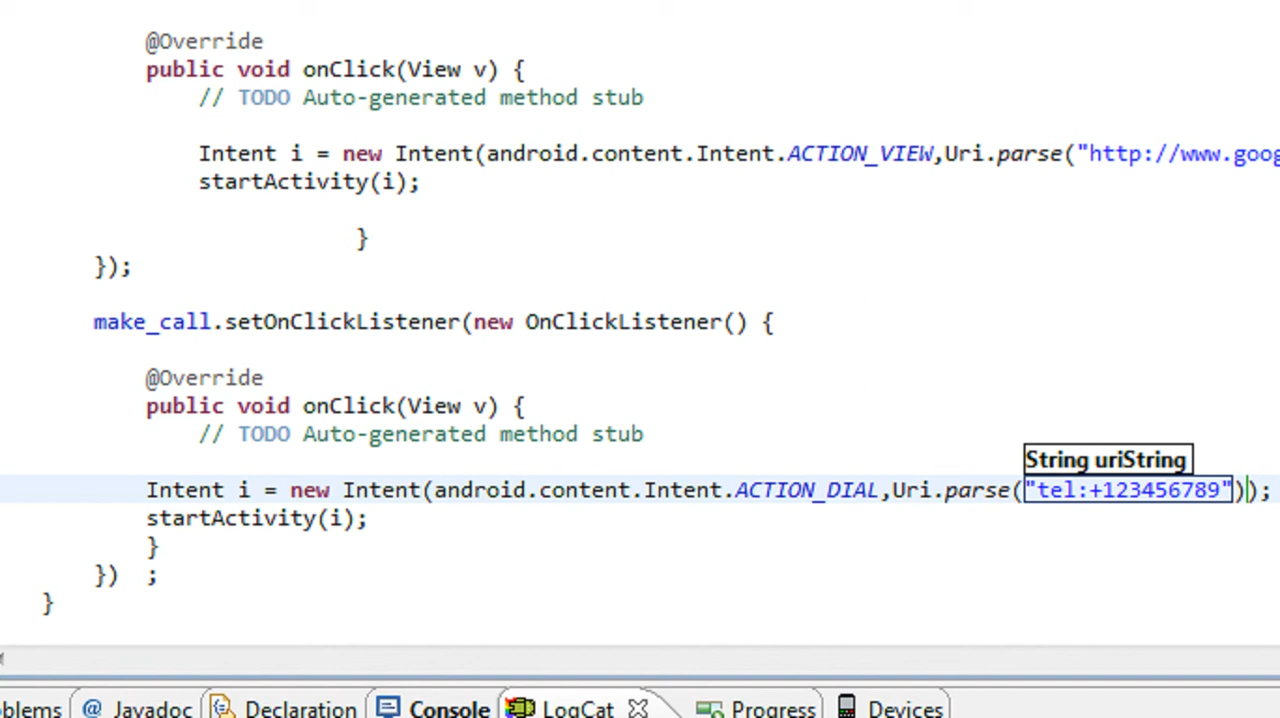 @Override
public void onClick(View v) {
// TODO Auto-generated method stub
Intent i = new Intent(android.content.Intent.ACTION_VIEW,Uri.parse("http://www.goog
startActivity(i);
}
});
make_call.setOnClickListener(new OnClickListener() {
@Override
public void onClick(View v) {
// TODO Auto-generated method stub
String uriString
Intent i = new Intent(android.content.Intent.ACTION_DIAL,Uri.parse("tel:+123456789"));
startActivity(i);
}
}) ;
}
oblems @ Javadoc Declaration Console LogCat Progress Devices